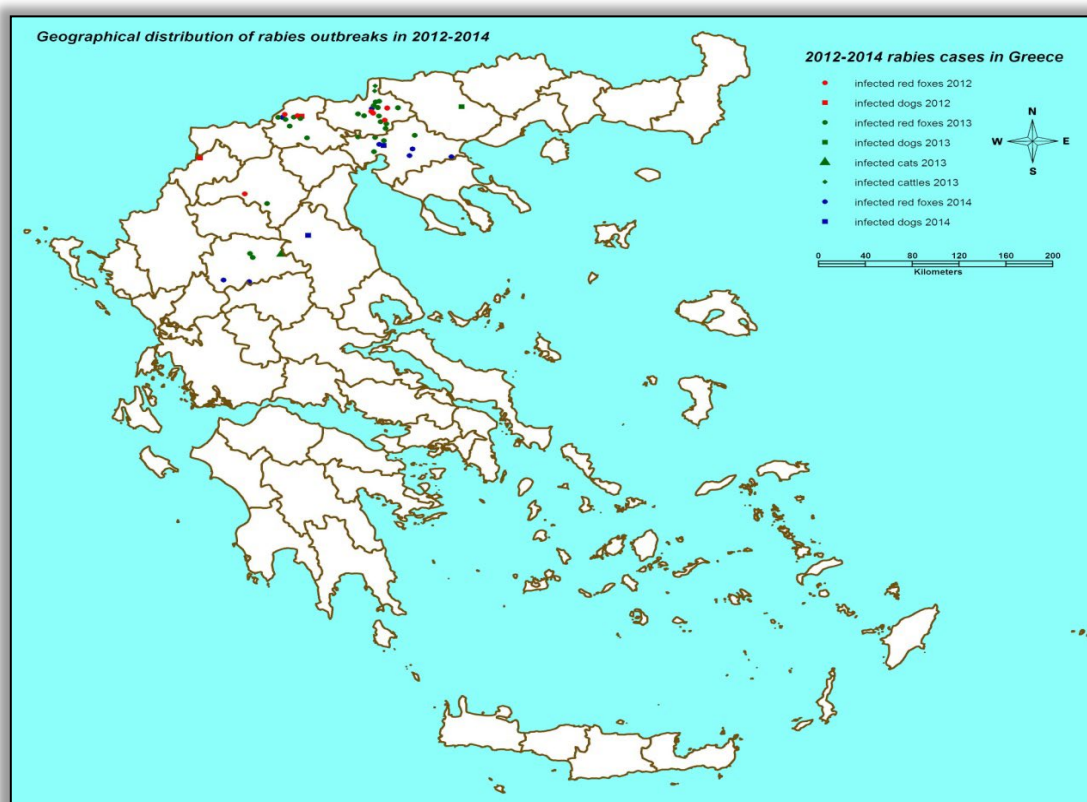 Geographical distribution of rabies outbreaks in 2012-2014
2012-2014 rabies cases in Greece
infected red foxes 2012
infected dogs 2012
infected red foxes 2013
infected dogs 2013
infected cats 2013
infected cattles 2013
infected red foxes 2014
infected dogs 2014
N
W E
S
0 40 80 120 160 200
Kilometers